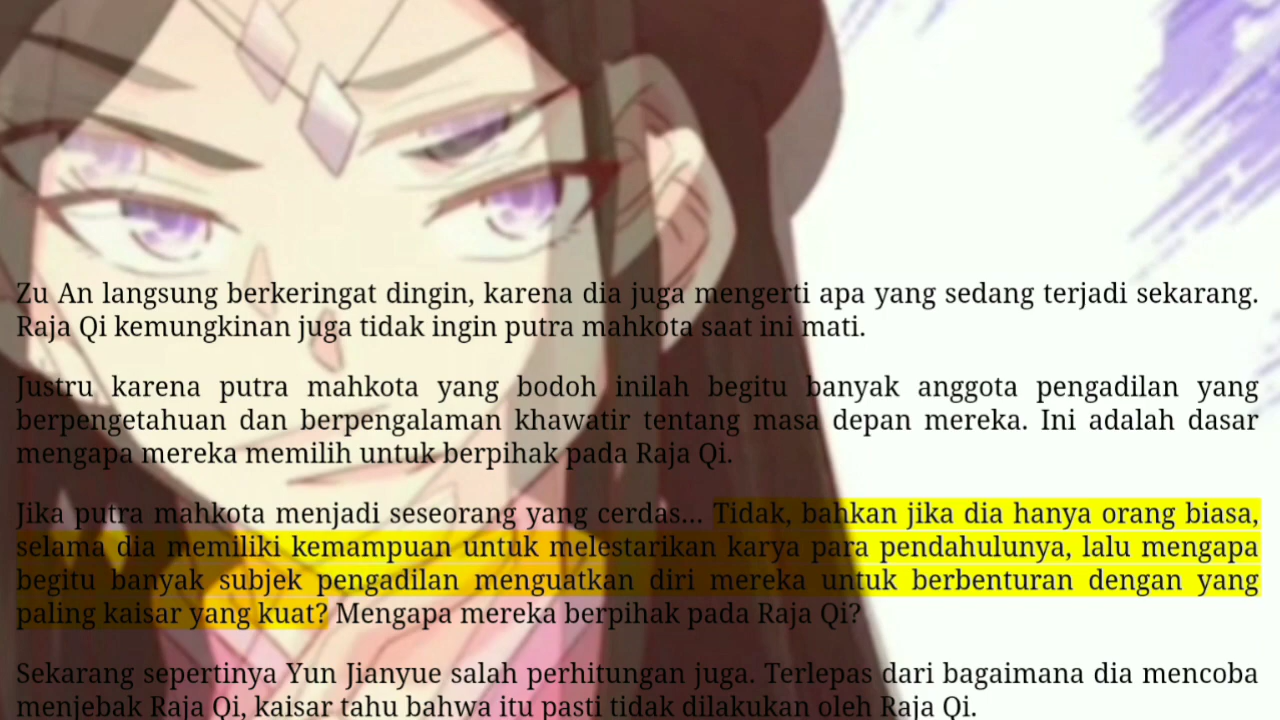 Zu An langsung berkeringat dingin, karena dia juga mengerti apa yang sedang terjadi sekarang.
Raja Qi kemungkinan juga tidak ingin putra mahkota saat ini mati.
Justru karena putra mahkota yang bodoh inilah begitu banyak anggota pengadilan yang
berpengetahuan dan berpengalaman khawatir tentang masa depan mereka. Ini adalah dasar
mengapa mereka memilih untuk berpihak pada Raja Qi.
Jika putra mahkota menjadi seseorang yang cerdas... Tidak, bahkan jika dia hanya orang biasa,
selama dia memiliki kemampuan untuk melestarikan karya para pendahulunya, lalu mengapa
begitu banyak subjek pengadilan menguatkan diri mereka untuk berbenturan dengan yang
paling kaisar yang kuat? Mengapa mereka berpihak pada Raja Qi?
Sekarang sepertinya Yun Jianyue salah perhitungan juga. Terlepas dari bagaimana dia mencoba
menjebak Raja Qi, kaisar tahu bahwa itu pasti tidak dilakukan oleh Raja Qi.